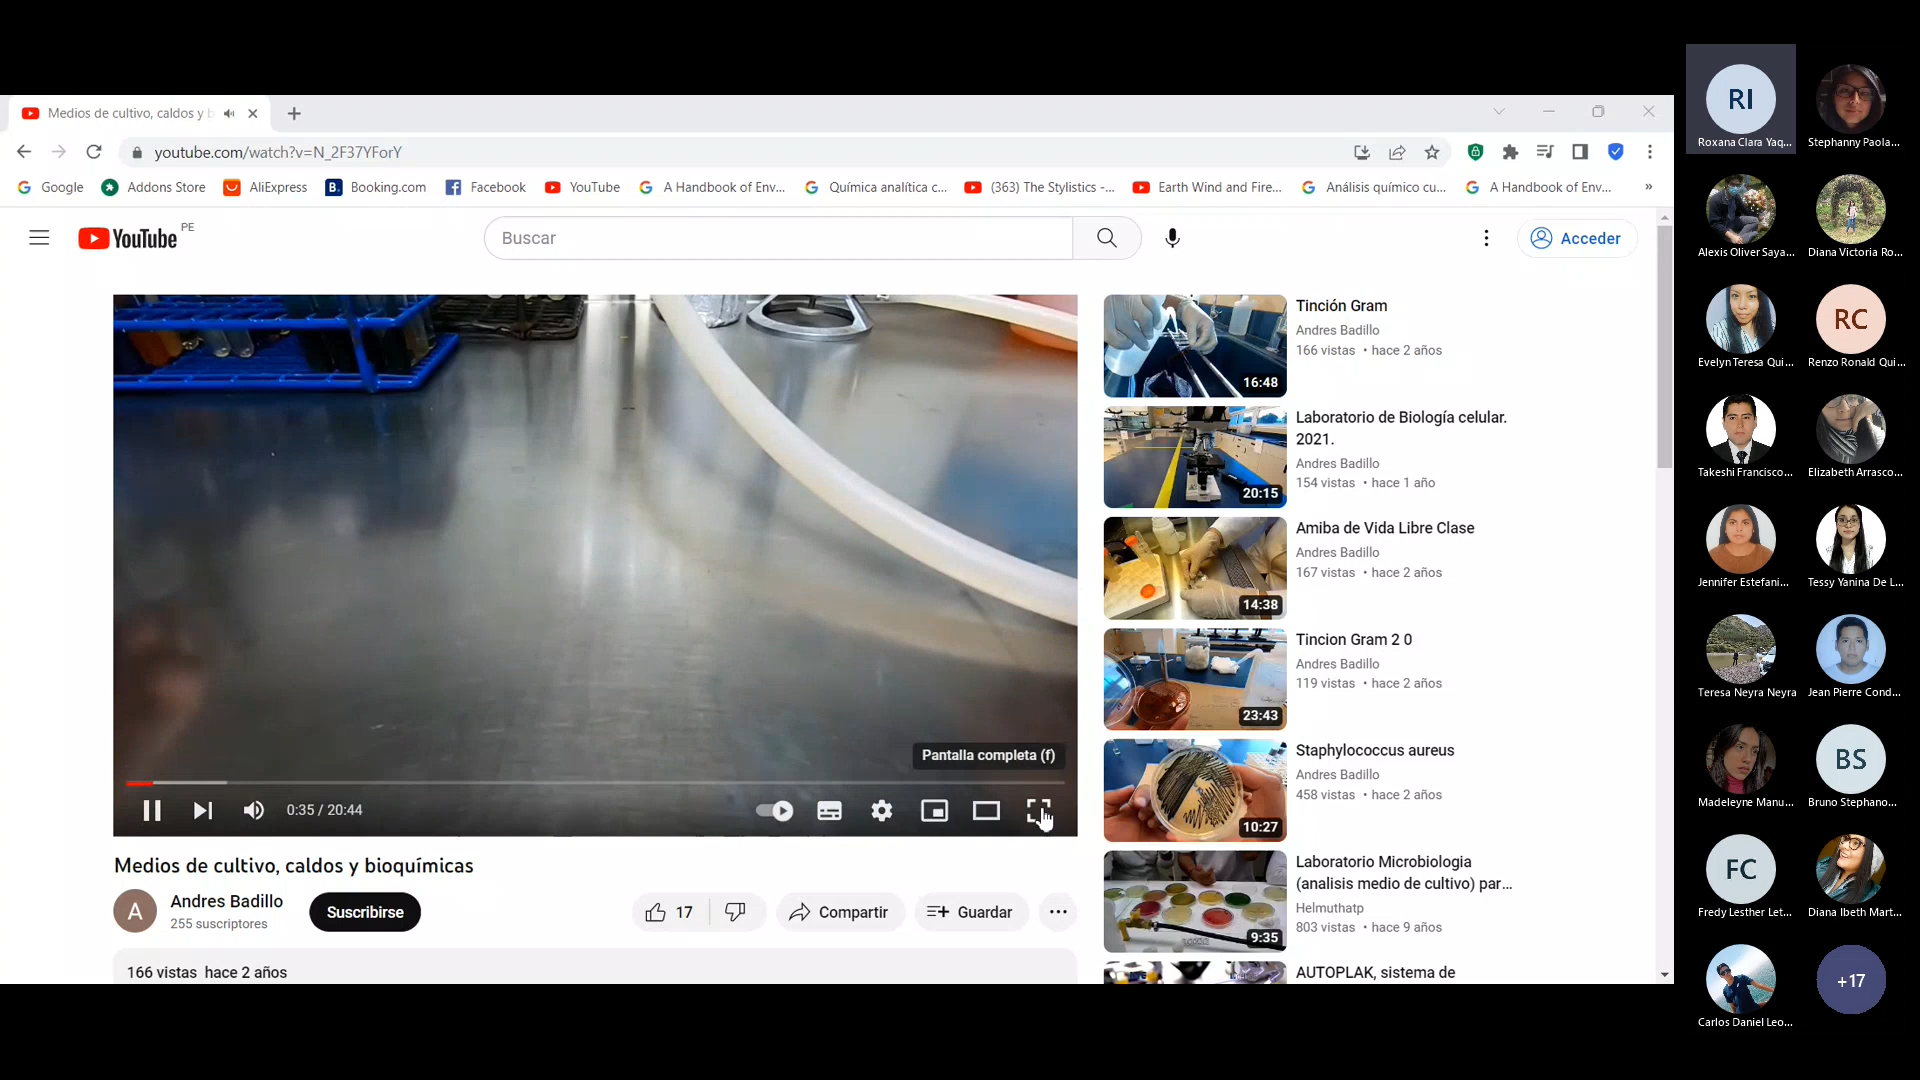 Medios de cultivo, caldos y b
youtube.com/watch?v=N_2F37YForY
Google
Addons Store
AliExpress
B.
Booking.com
Facebook
YouTube
A Handbook of Env...
Química analítica c...
(363) The Stylistics -...
Earth Wind and Fire...
Análisis químico cu...
A Handbook of Env...
»
YouTube
PE
Buscar
Acceder
Pantalla completa (f)
0:35 / 20:44
Medios de cultivo, caldos y bioquímicas
A
Andres Badillo
255 suscriptores
Suscribirse
17
Compartir
Guardar
166 vistas hace 2 años
16:48
Tinción Gram
Andres Badillo
166 vistas • hace 2 años
20:15
Laboratorio de Biología celular.
2021.
Andres Badillo
154 vistas • hace 1 año
14:38
Amiba de Vida Libre Clase
Andres Badillo
167 vistas • hace 2 años
23:43
Tincion Gram 2 0
Andres Badillo
119 vistas • hace 2 años
10:27
Staphylococcus aureus
Andres Badillo
458 vistas • hace 2 años
9:35
Laboratorio Microbiologia
(analisis medio de cultivo) par...
Helmuthatp
803 vistas • hace 9 años
AUTOPLAK, sistema de
RI
Roxana Clara Yaq...
Stephanny Paola...
Alexis Oliver Saya...
Diana Victoria Ro...
Evelyn Teresa Qui...
RC
Renzo Ronald Qui...
Takeshi Francisco...
Elizabeth Arrasco...
Jennifer Estefani...
Tessy Yanina De L...
Teresa Neyra Neyra
Jean Pierre Cond...
Madeleyne Manu...
BS
Bruno Stephano...
FC
Fredy Lesther Let...
Diana Ibeth Mart...
Carlos Daniel Leo...
+17